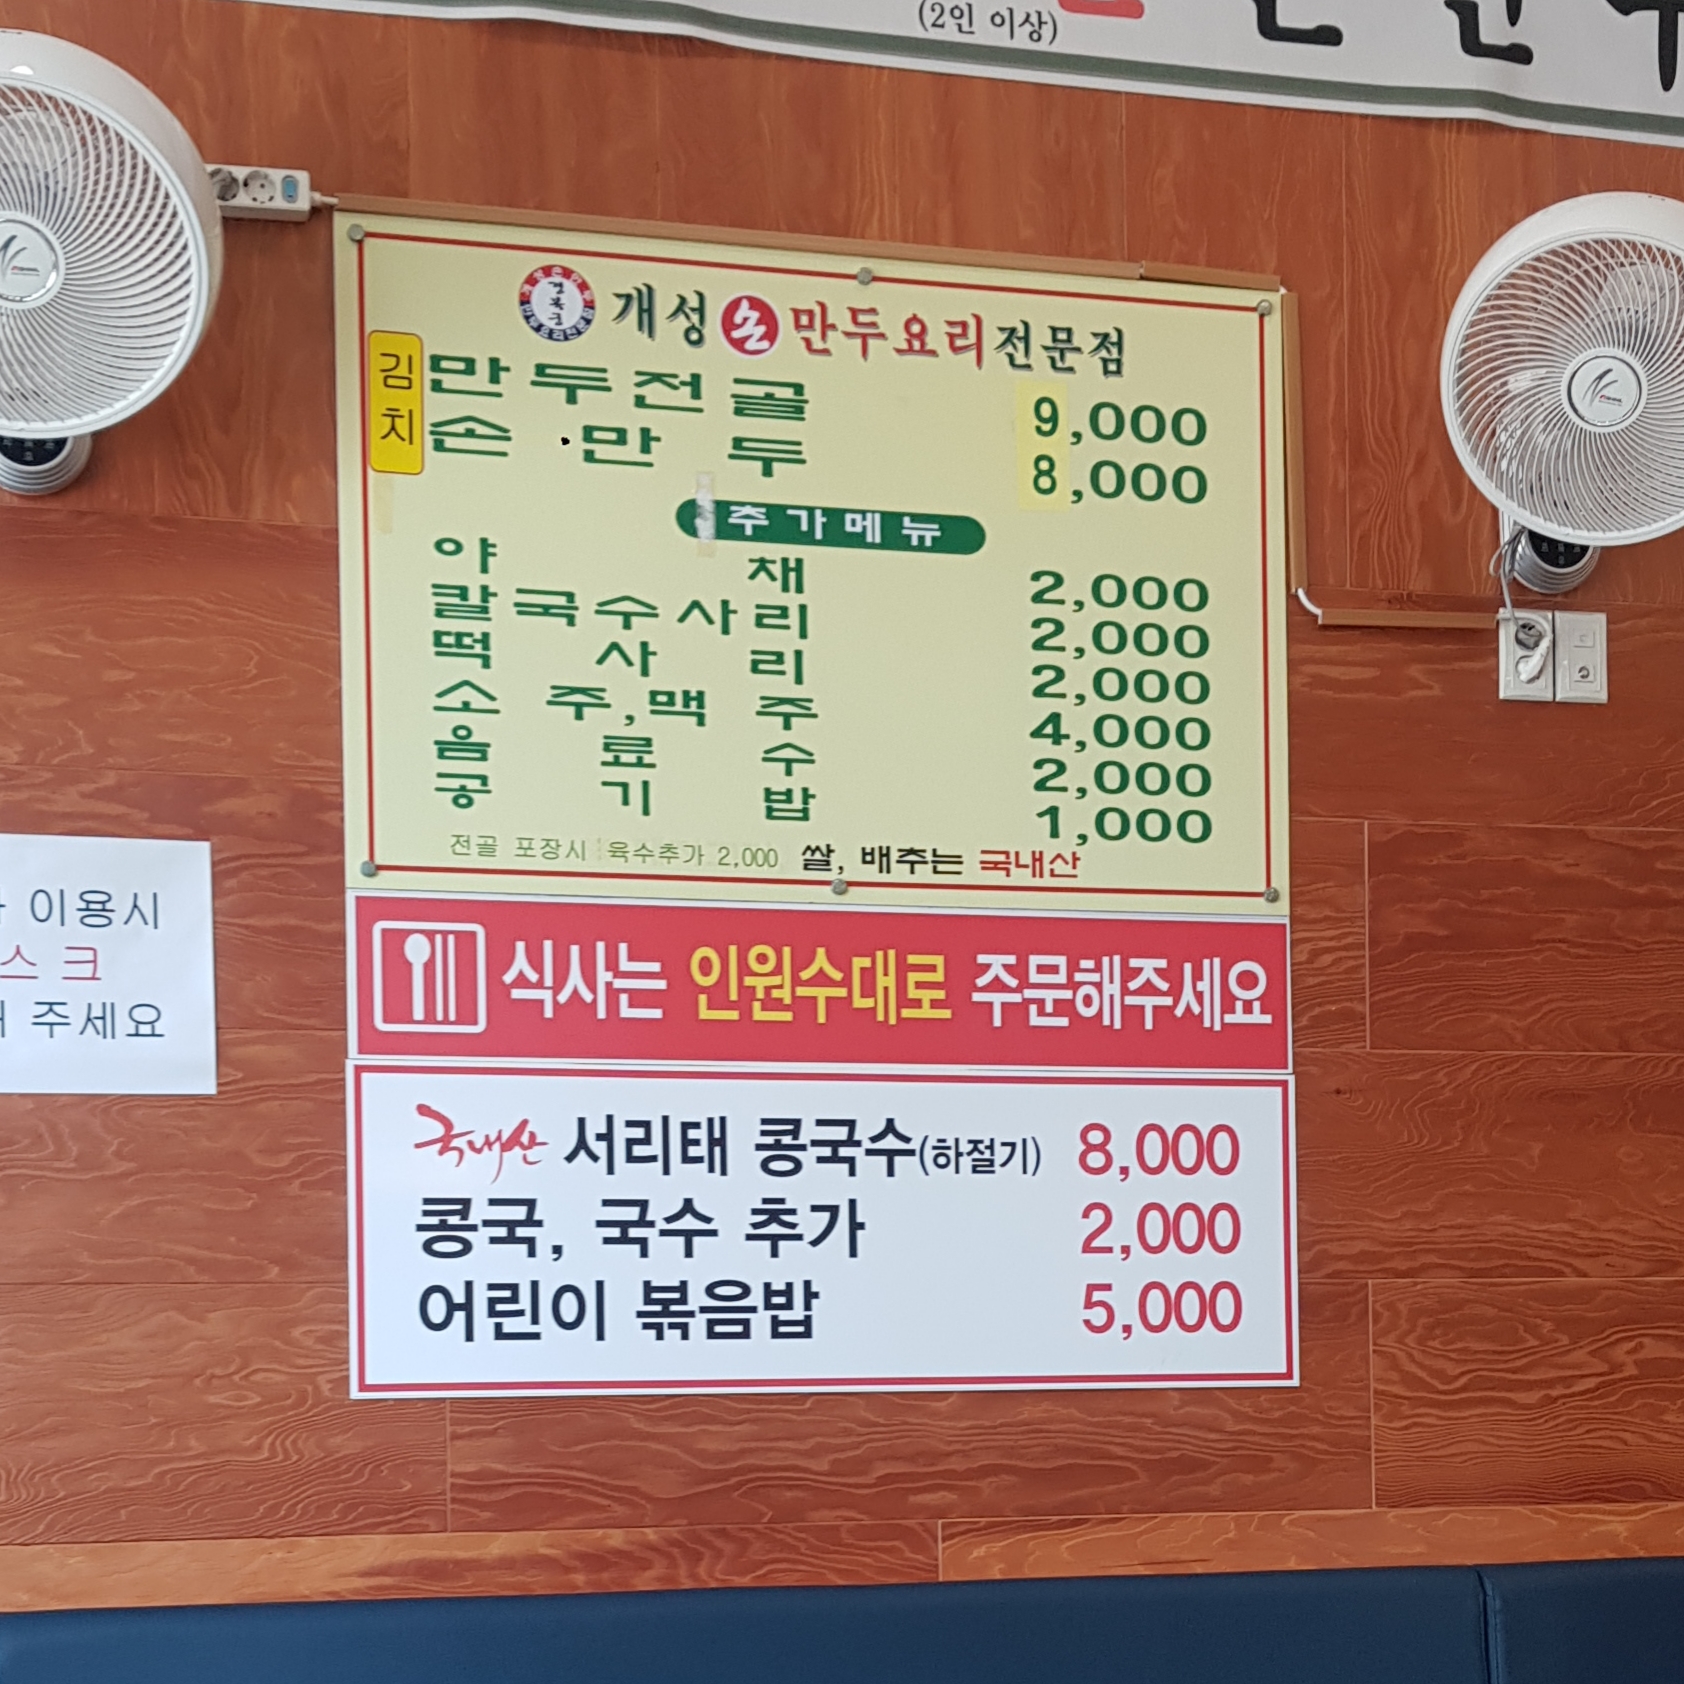 (2인 이상)
개성 손 만두요리전문점
김치
만두전골 9,000
손만두 8,000
추가메뉴
야채 2,000
칼국수사리 2,000
떡사리 2,000
소주,맥주 4,000
음료수 2,000
공기밥 1,000
전골 포장시 육수추가 2,000 쌀, 배추는 국내산
식사는 인원수대로 주문해주세요
국내산 서리태 콩국수(하절기) 8,000
콩국, 국수 추가 2,000
어린이 볶음밥 5,000
이용시
스크
주세요